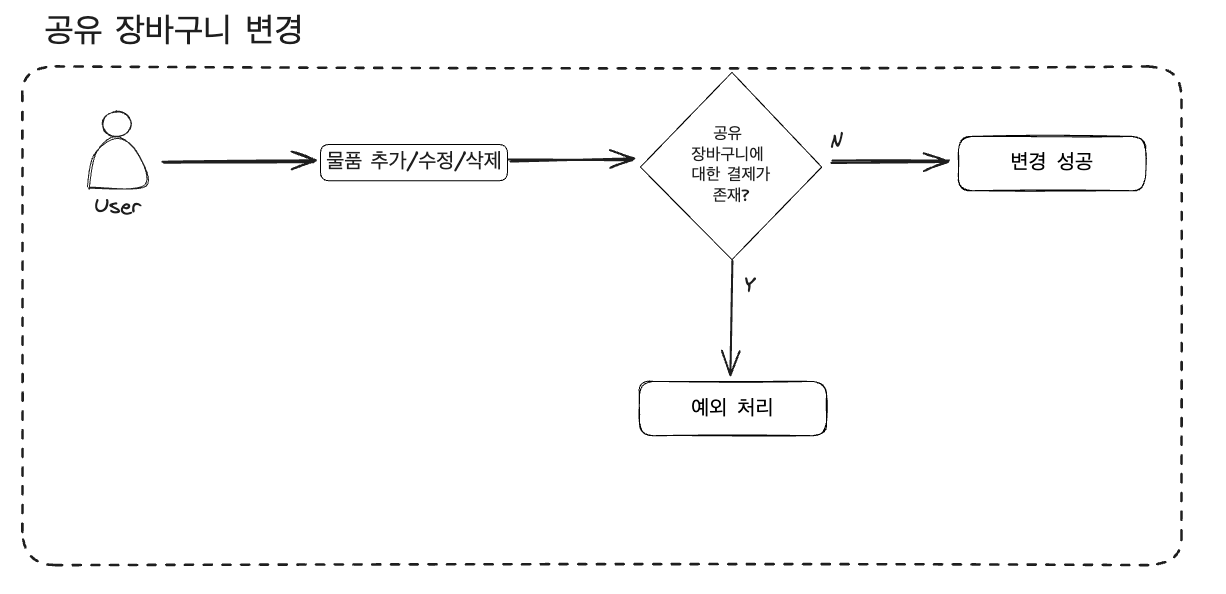 공유 장바구니 변경
User
물품 추가/수정/삭제
공유
장바구니에
대한 결제가
존재?
N
변경 성공
Y
예외 처리